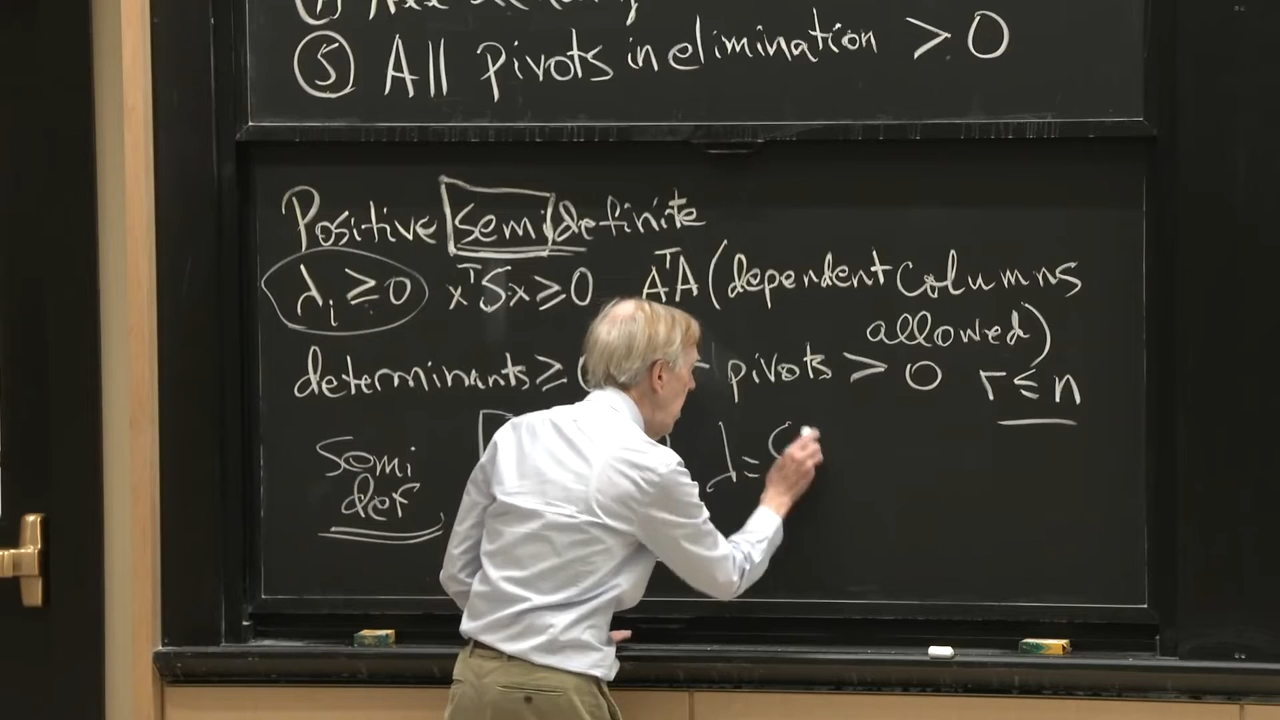 ⑤ All pivots in elimination > 0
Positive semidefinite
λᵢ ≥ 0 xᵀSx ≥ 0 AᵀA (dependent columns
allowed)
determinants ≥ pivots > 0 r ≤ n
Semi
def
λ =